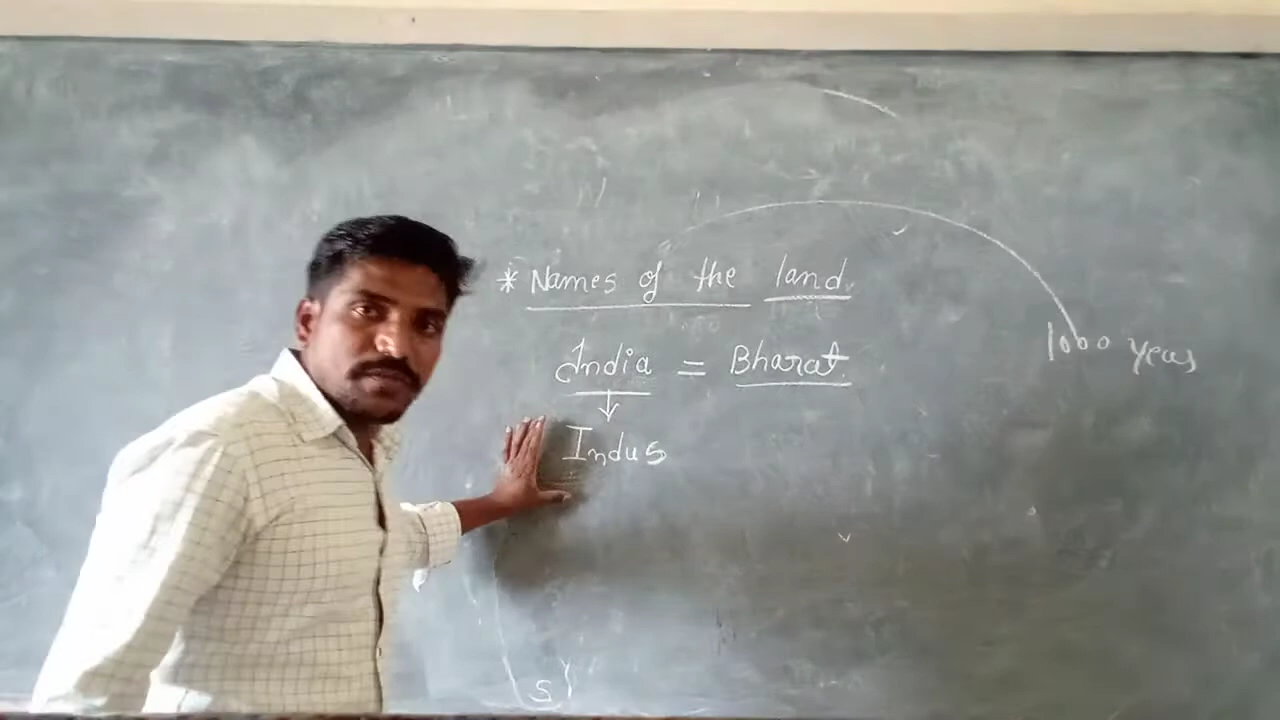 * Names of the land.
India = Bharat.
↓
Indus
1000 years